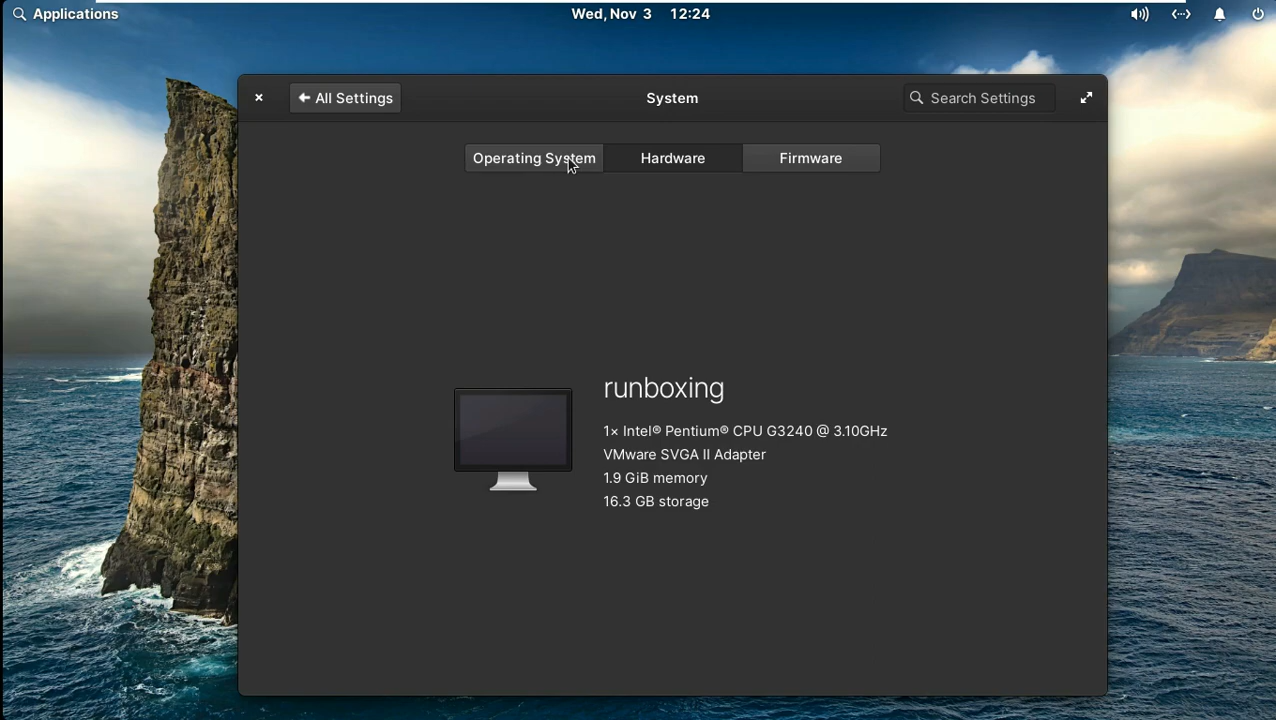 Applications
Wed, Nov 3 12:24
All Settings
System
Search Settings
Operating System
Hardware
Firmware
runboxing
1× Intel® Pentium® CPU G3240 @ 3.10GHz
VMware SVGA II Adapter
1.9 GiB memory
16.3 GB storage